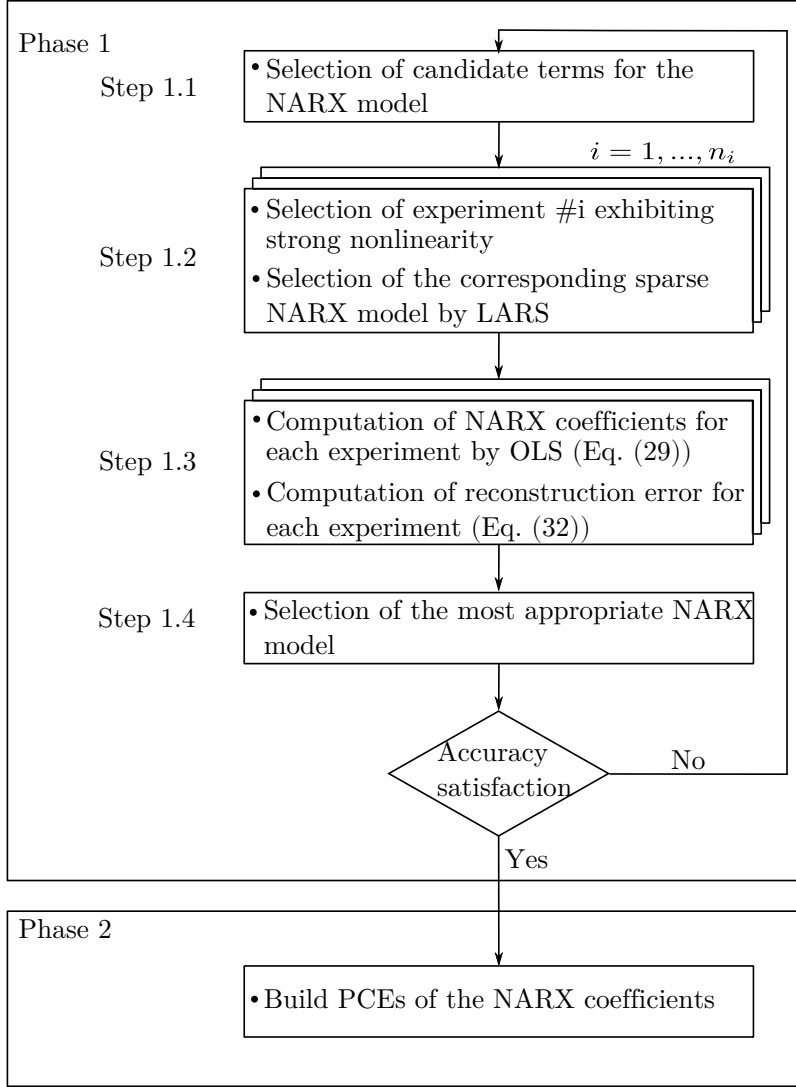 Phase 1
Step 1.1
• Selection of candidate terms for the
NARX model
i = 1, ..., n_i
Step 1.2
• Selection of experiment #i exhibiting
strong nonlinearity
• Selection of the corresponding sparse
NARX model by LARS
Step 1.3
• Computation of NARX coefficients for
each experiment by OLS (Eq. (29))
• Computation of reconstruction error for
each experiment (Eq. (32))
Step 1.4
• Selection of the most appropriate NARX
model
Accuracy
satisfaction
No
Yes
Phase 2
• Build PCEs of the NARX coefficients